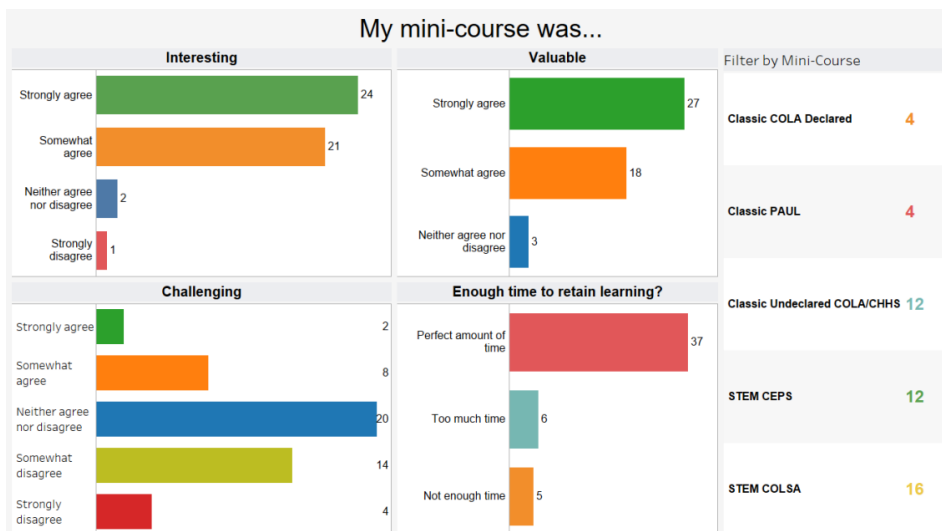 My mini-course was...
Interesting
Strongly agree
24
Somewhat
agree
21
Neither agree
nor disagree
2
Strongly
disagree
1
Valuable
Strongly agree
27
Somewhat agree
18
Neither agree nor
disagree
3
Challenging
Strongly agree
2
Somewhat
agree
8
Neither agree
nor disagree
20
Somewhat
disagree
14
Strongly
disagree
4
Enough time to retain learning?
Perfect amount of
time
37
Too much time
6
Not enough time
5
Filter by Mini-Course
Classic COLA Declared 4
Classic PAUL 4
Classic Undeclared COLA/CHHS 12
STEM CEPS 12
STEM COLSA 16